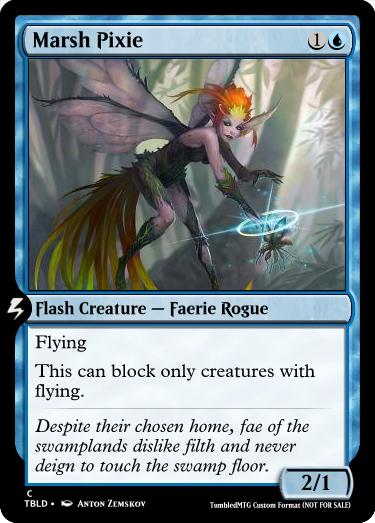 Marsh Pixie 1
Flash Creature — Faerie Rogue
Flying
This can block only creatures with
flying.
Despite their chosen home, fae of the
swamplands dislike filth and never
deign to touch the swamp floor.
2/1
C
TBLD • Anton Zemskov
TumbledMTG Custom Format (NOT FOR SALE)